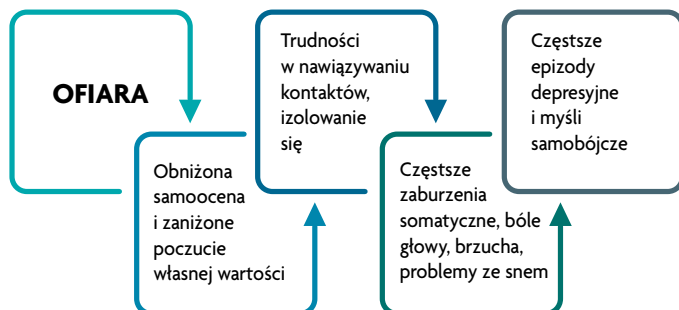 OFIARA
Obniżona
samoocena
i zaniżone
poczucie
własnej wartości
Trudności
w nawiązywaniu
kontaktów,
izolowanie
się
Częstsze
zaburzenia
somatyczne, bóle
głowy, brzucha,
problemy ze snem
Częstsze
epizody
depresyjne
i myśli
samobójcze